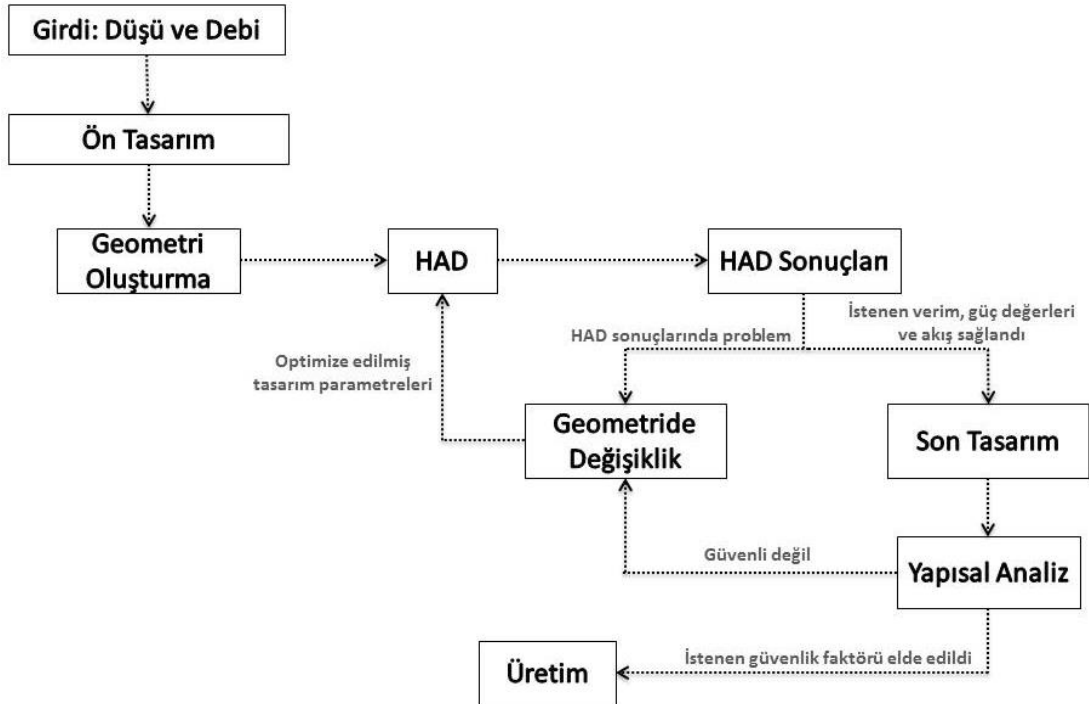 Girdi: Düşü ve Debi
Ön Tasarım
Geometri
Oluşturma
HAD
HAD Sonuçları
İstenen verim, güç değerleri
ve akış sağlandı
HAD sonuçlarında problem
Optimize edilmiş
tasarım parametreleri
Geometride
Değişiklik
Son Tasarım
Güvenli değil
Yapısal Analiz
İstenen güvenlik faktörü elde edildi
Üretim